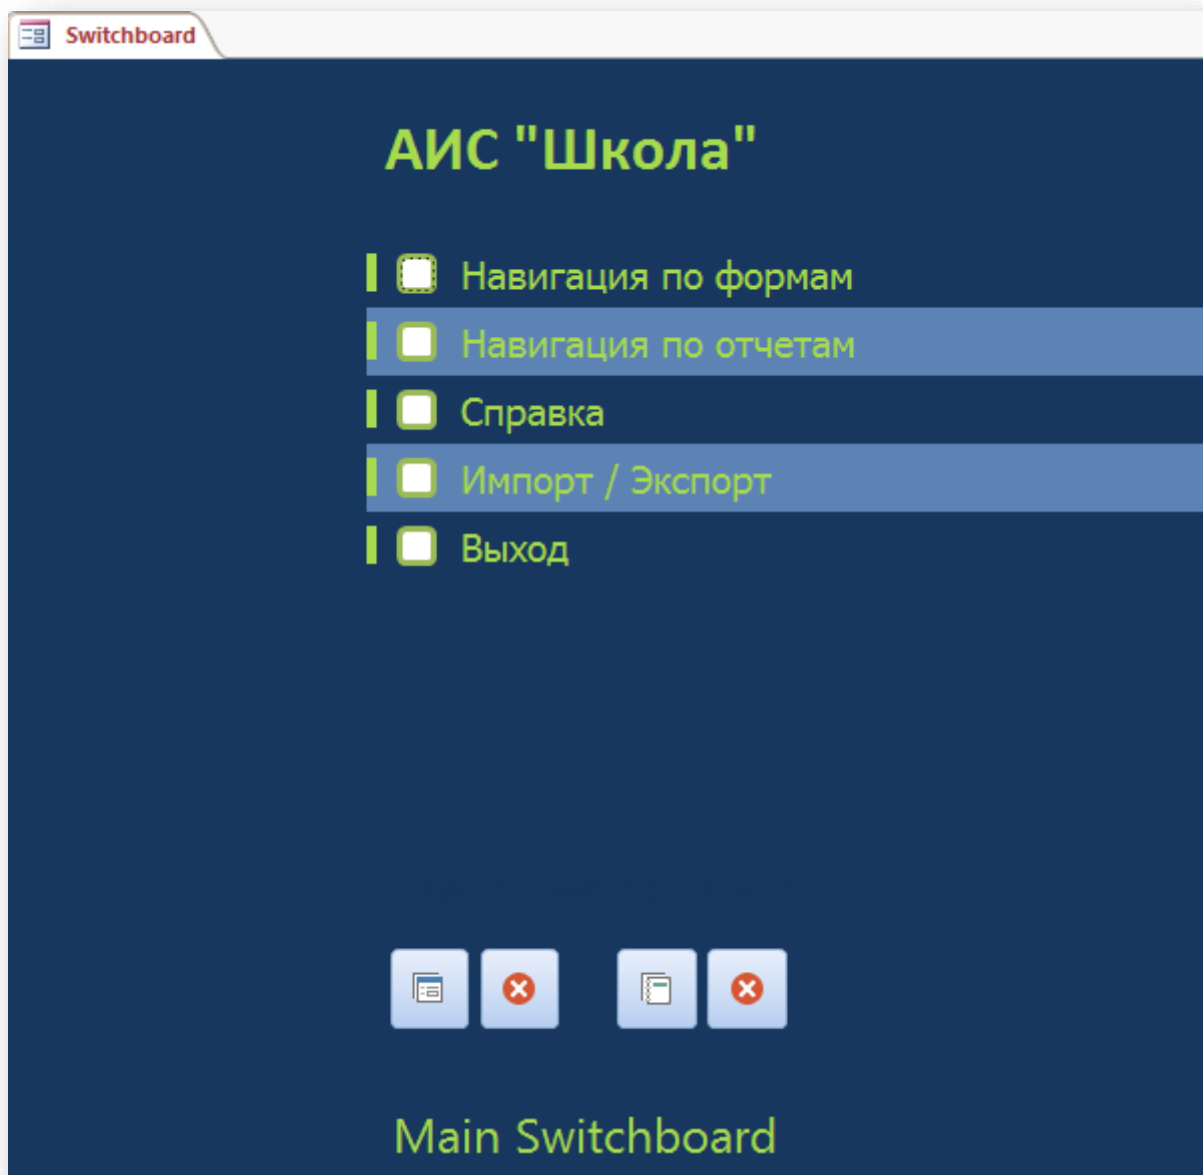 Switchboard
АИС "Школа"
Навигация по формам
Навигация по отчетам
Справка
Импорт / Экспорт
Выход
Main Switchboard